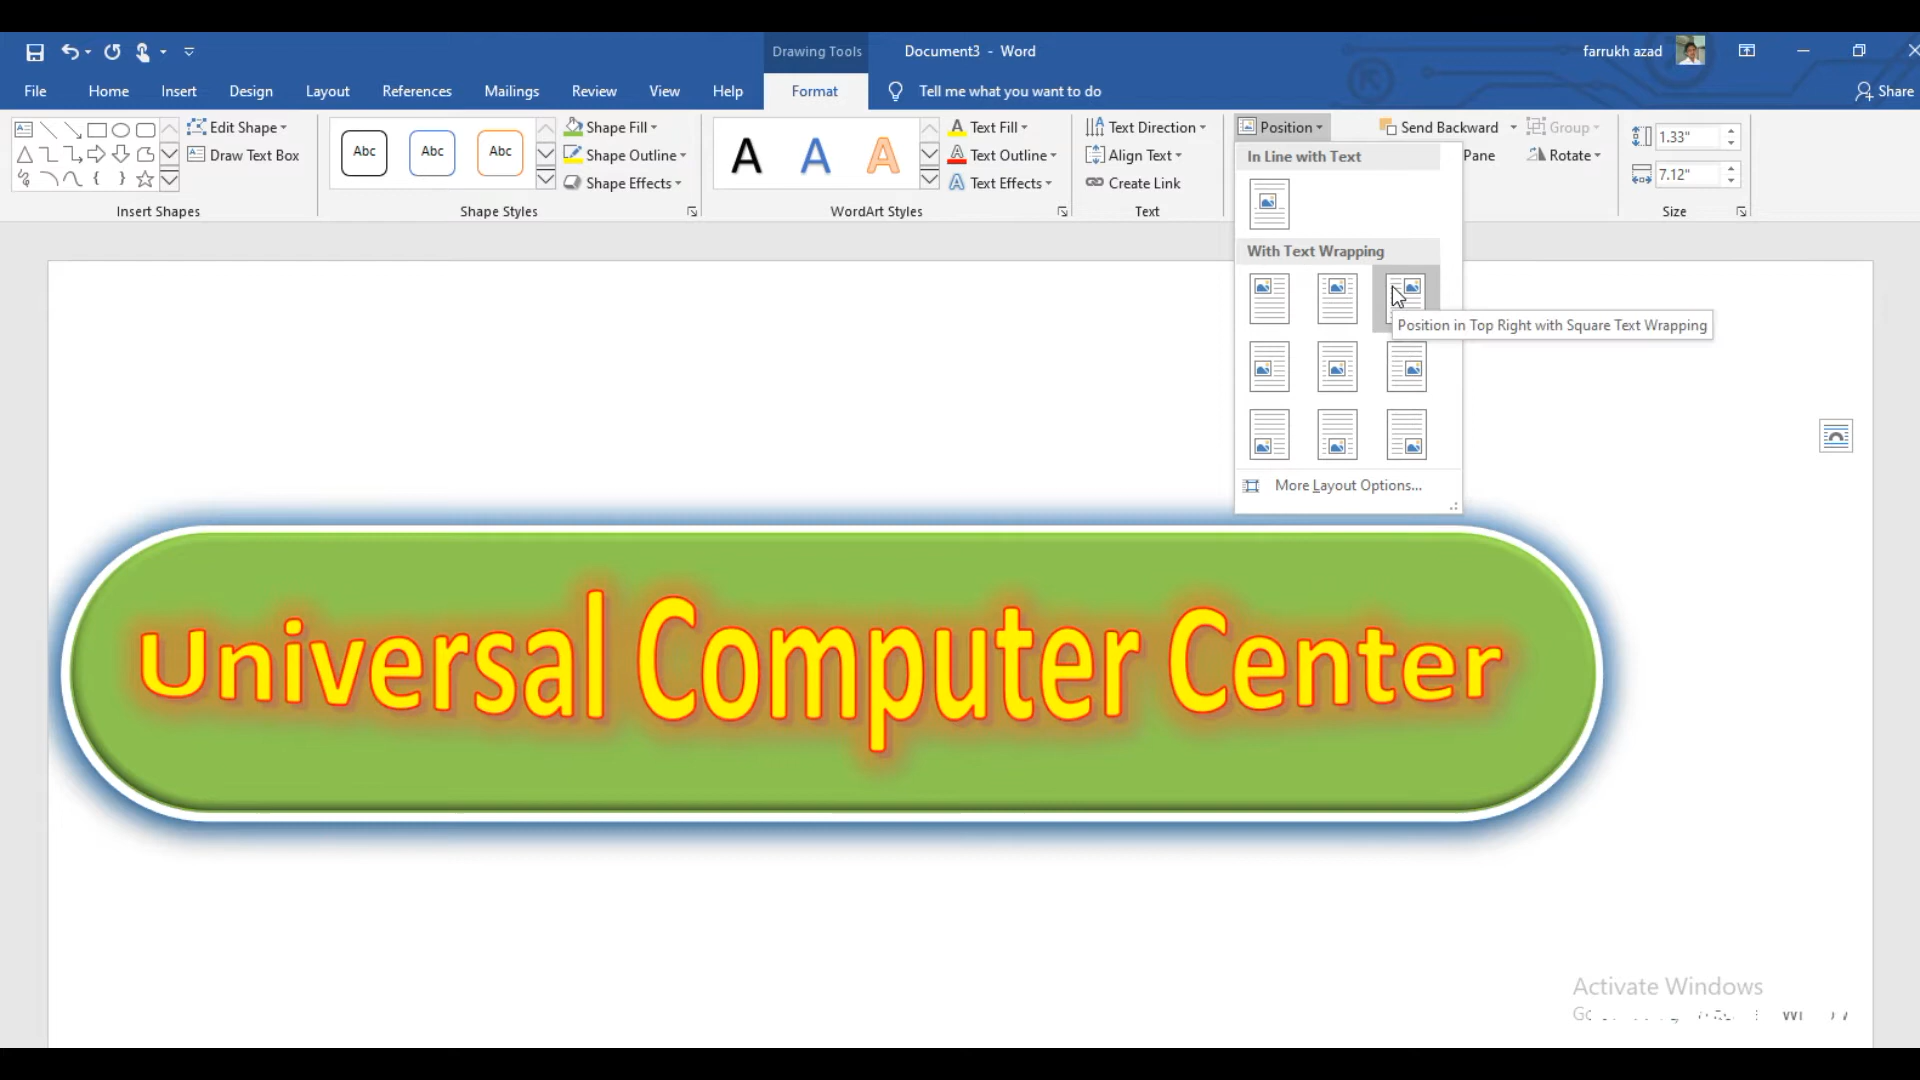 Drawing Tools
Document3 - Word
farrukh azad
File Home Insert Design Layout References Mailings Review View Help Format Tell me what you want to do Share
Edit Shape
Draw Text Box
Insert Shapes
Abc Abc Abc
Shape Fill
Shape Outline
Shape Effects
Shape Styles
A A A
Text Fill
Text Outline
Text Effects
WordArt Styles
Text Direction
Align Text
Create Link
Text
Position
Send Backward
Pane
Group
Rotate
1.33"
7.12"
Size
In Line with Text
With Text Wrapping
Position in Top Right with Square Text Wrapping
More Layout Options...
Universal Computer Center
Activate Windows